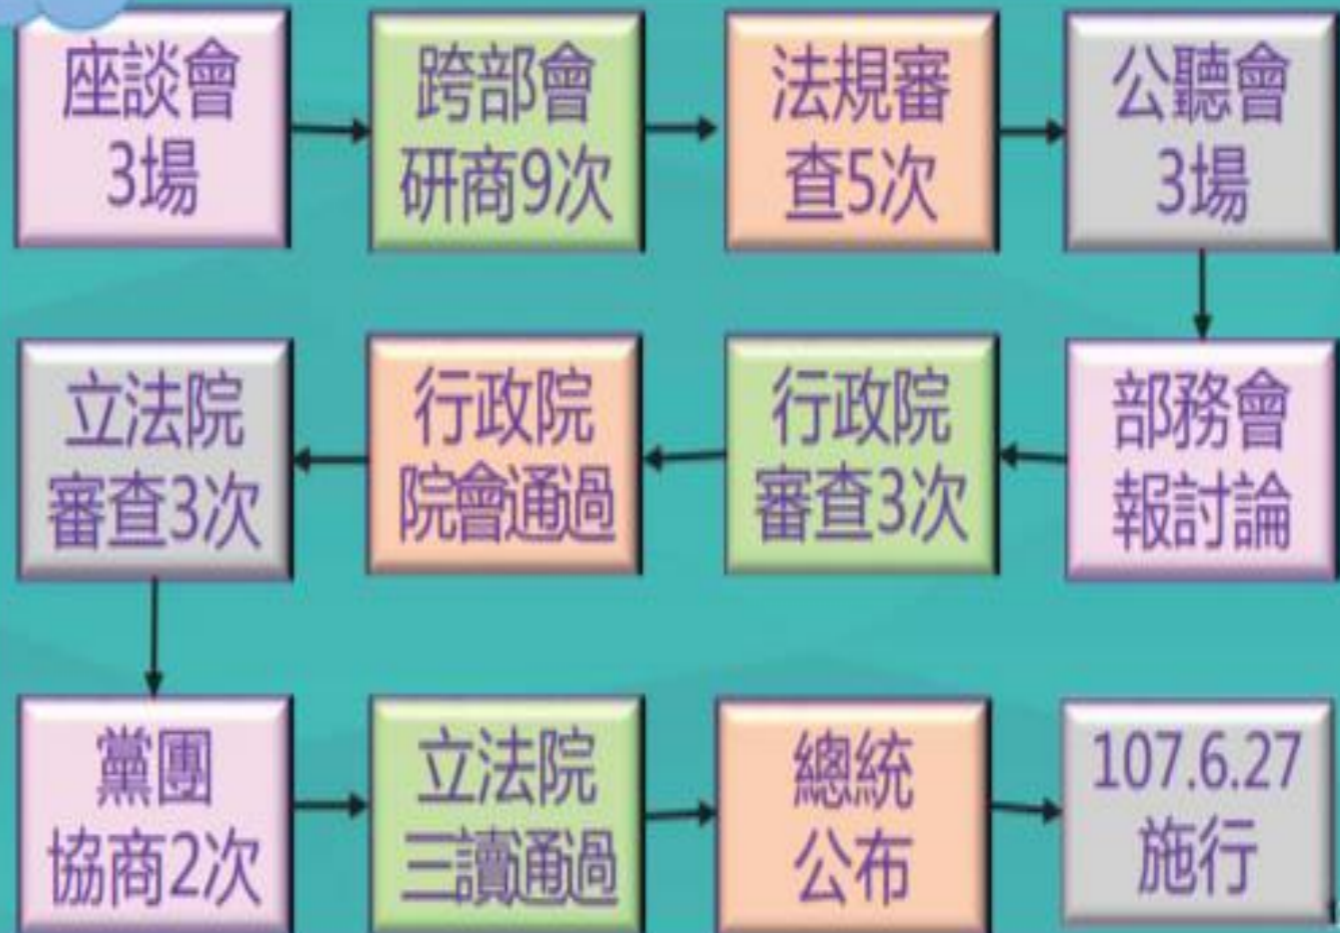 座談會
3場
跨部會
研商9次
法規審
查5次
公聽會
3場
部務會
報討論
行政院
審查3次
行政院
院會通過
立法院
審查3次
黨團
協商2次
立法院
三讀通過
總統
公布
107.6.27
施行